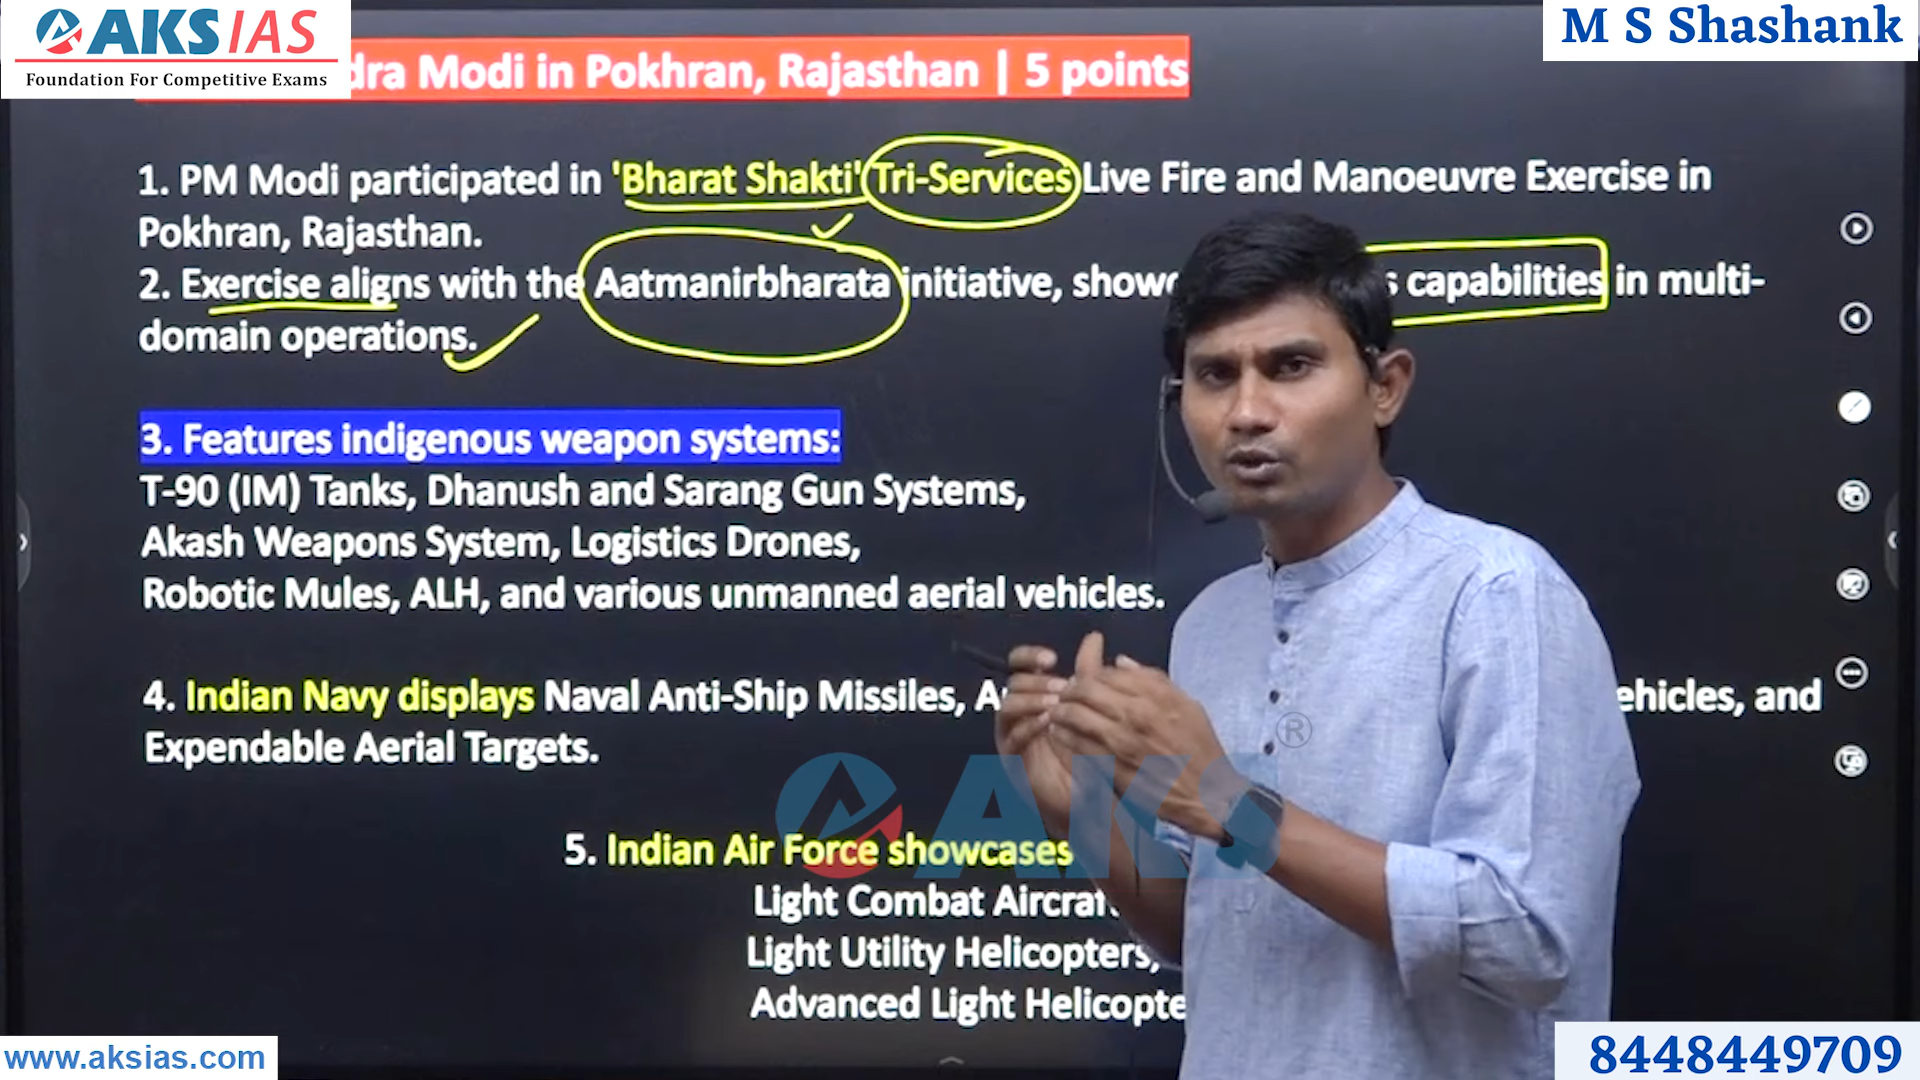 AKS IAS
Foundation For Competitive Exams
M S Shashank
dra Modi in Pokhran, Rajasthan | 5 points
1. PM Modi participated in 'Bharat Shakti' Tri-Services Live Fire and Manoeuvre Exercise in
Pokhran, Rajasthan.
2. Exercise aligns with the Aatmanirbharata initiative, capabilities in multi-
domain operations.
3. Features indigenous weapon systems:
T-90 (IM) Tanks, Dhanush and Sarang Gun Systems,
Akash Weapons System, Logistics Drones,
Robotic Mules, ALH, and various unmanned aerial vehicles.
4. Indian Navy displays Naval Anti-Ship Missiles, ehicles, and
Expendable Aerial Targets.
AKS ®
5. Indian Air Force showcases
Light Combat Aircraf
Light Utility Helicopters,
Advanced Light Helicopte
www.aksias.com
8448449709